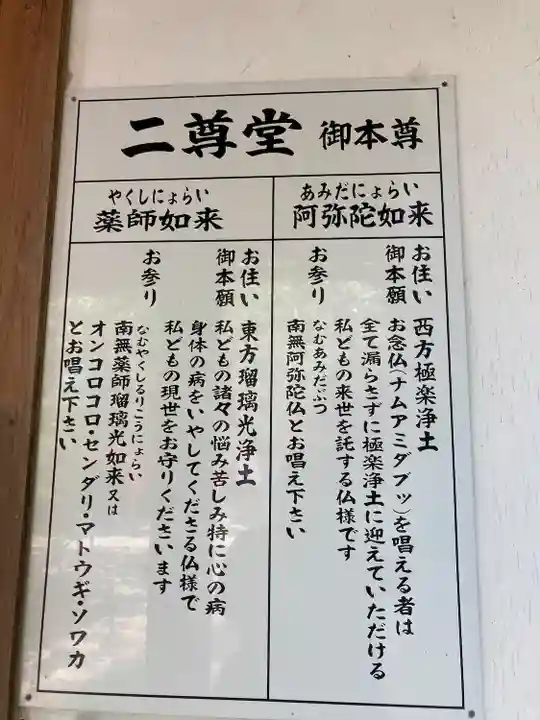 二尊堂 御本尊
あみだにょらい
阿弥陀如来
お住い 西方極楽浄土
御本願 お念仏(ナムアミダブッ)を唱える者は
全て漏らさずに極楽浄土に迎えていただける
私どもの来世を託する仏様です
お参り なむあみだぶつ
南無阿弥陀仏とお唱え下さい
やくしにょらい
薬師如来
お住い 東方瑠璃光浄土
御本願 私どもの諸々の悩み苦しみ特に心の病
身体の病をいやしてくださる仏様で
私どもの現世をお守りくださいます
お参り なむやくしるりこうにょらい
南無薬師瑠璃光如来又は
オンコロコロ・センダリ・マトウギ・ソワカ
とお唱え下さい